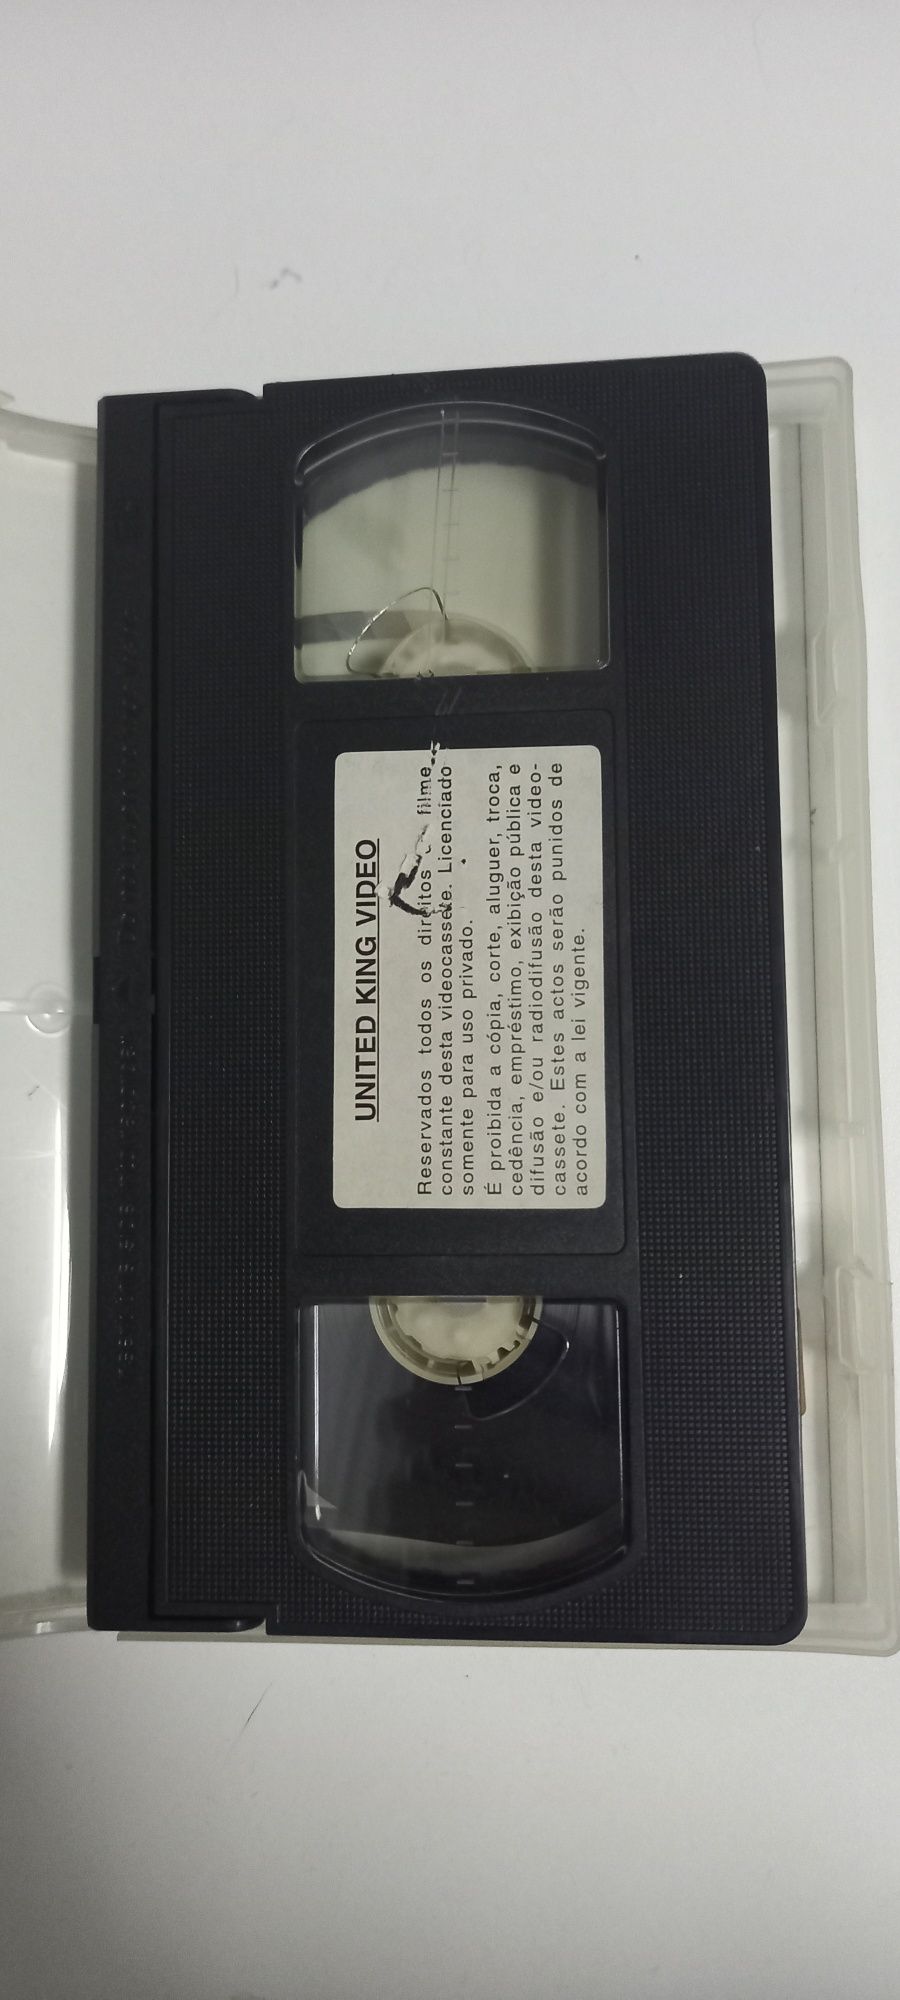 UNITED KING VIDEO
Reservados todos os direitos filme
constante desta videocassete. Licenciado
somente para uso privado.
É proibida a cópia, corte, aluguer, troca,
cedência, empréstimo, exibição pública e
difusão e/ou radiodifusão desta video-
cassete. Estes actos serão punidos de
acordo com a lei vigente.